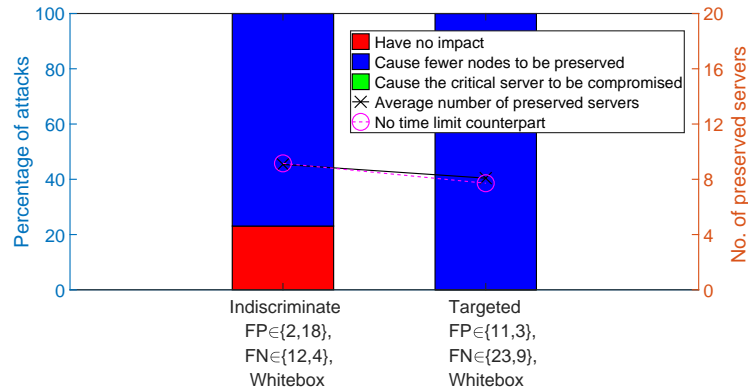 100
80
60
40
20
0
Percentage of attacks
20
16
12
8
4
0
No. of preserved servers
Have no impact
Cause fewer nodes to be preserved
Cause the critical server to be compromised
Average number of preserved servers
No time limit counterpart
Indiscriminate
FP∈{2,18},
FN∈{12,4},
Whitebox
Targeted
FP∈{11,3},
FN∈{23,9},
Whitebox